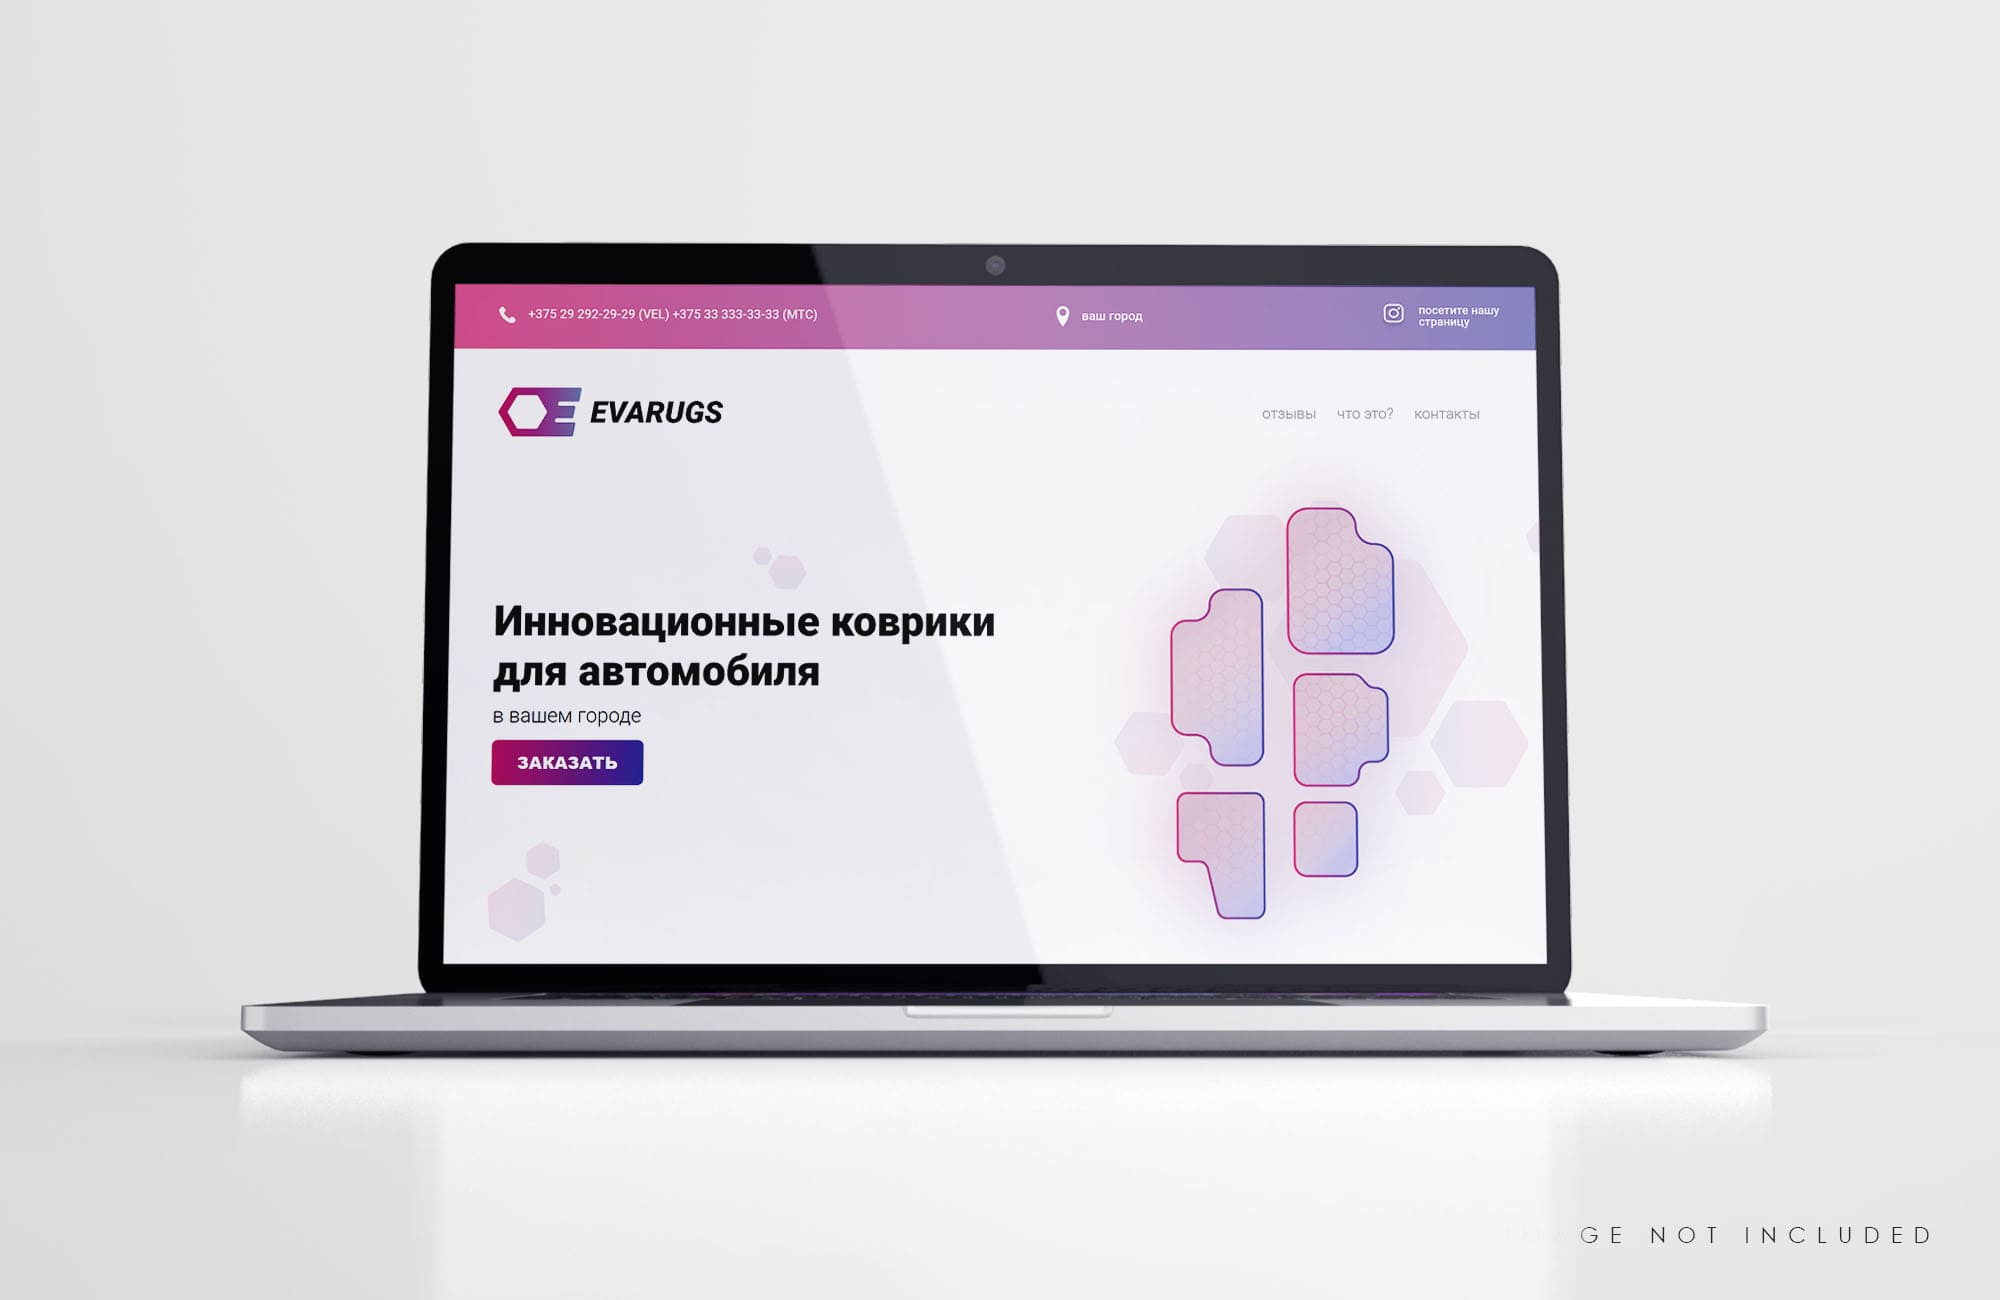 +375 29 292-29-29 (VEL) +375 33 333-33-33 (МТС)
ваш город
посетите нашу
страницу
EVARUGS
отзывы что это? контакты
Инновационные коврики
для автомобиля
в вашем городе
ЗАКАЗАТЬ
GE NOT INCLUDED